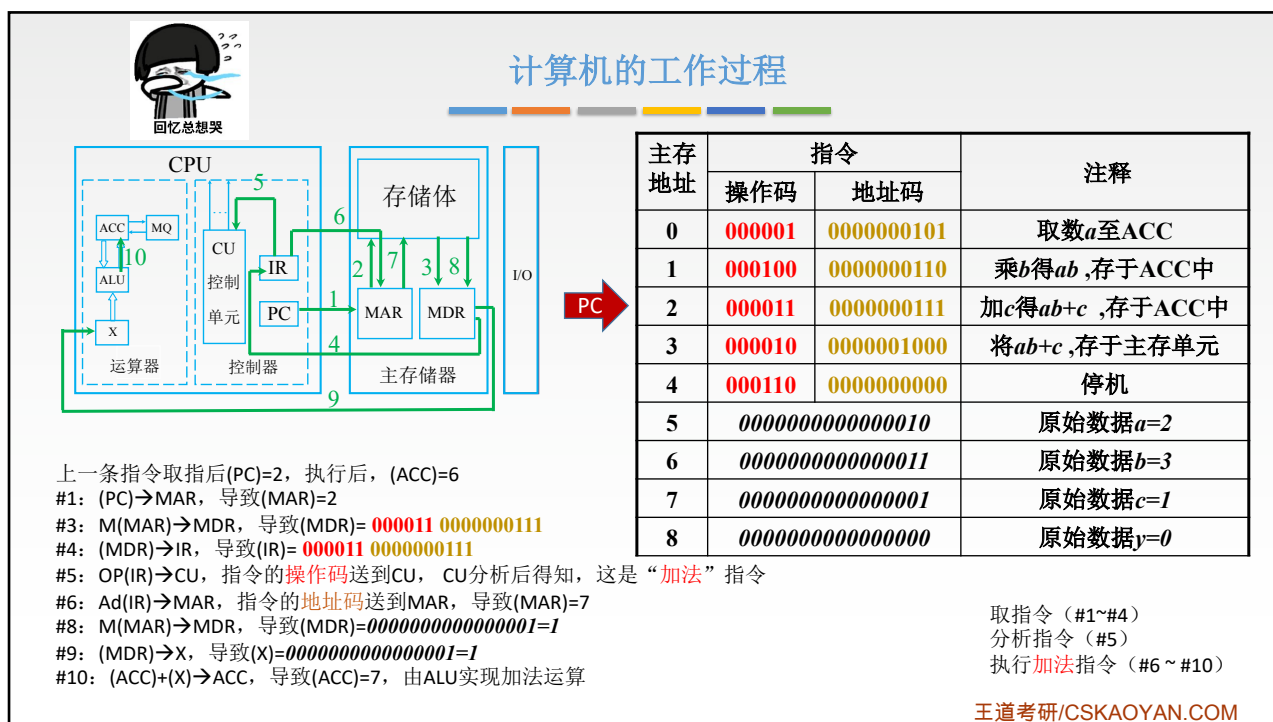 计算机的工作过程
回忆总想哭
CPU
5
ACC
MQ
10
ALU
X
运算器
CU
控制
单元
IR
PC
控制器
6
1
4
9
存储体
2
7
3
8
MAR
MDR
主存储器
I/O
PC
主存地址 指令 注释
操作码 地址码
0 000001 0000000101 取数a至ACC
1 000100 0000000110 乘b得ab ,存于ACC中
2 000011 0000000111 加c得ab+c ,存于ACC中
3 000010 0000001000 将ab+c ,存于主存单元
4 000110 0000000000 停机
5 0000000000000010 原始数据a=2
6 0000000000000011 原始数据b=3
7 0000000000000001 原始数据c=1
8 0000000000000000 原始数据y=0
上一条指令取指后(PC)=2，执行后，(ACC)=6
#1：(PC)→MAR，导致(MAR)=2
#3：M(MAR)→MDR，导致(MDR)= 000011 0000000111
#4：(MDR)→IR，导致(IR)= 000011 0000000111
#5：OP(IR)→CU，指令的操作码送到CU， CU分析后得知，这是“加法”指令
#6：Ad(IR)→MAR，指令的地址码送到MAR，导致(MAR)=7
#8：M(MAR)→MDR，导致(MDR)=0000000000000001=1
#9：(MDR)→X，导致(X)=0000000000000001=1
#10：(ACC)+(X)→ACC，导致(ACC)=7，由ALU实现加法运算
取指令（#1~#4）
分析指令（#5）
执行加法指令（#6 ~ #10）
王道考研/CSKAOYAN.COM